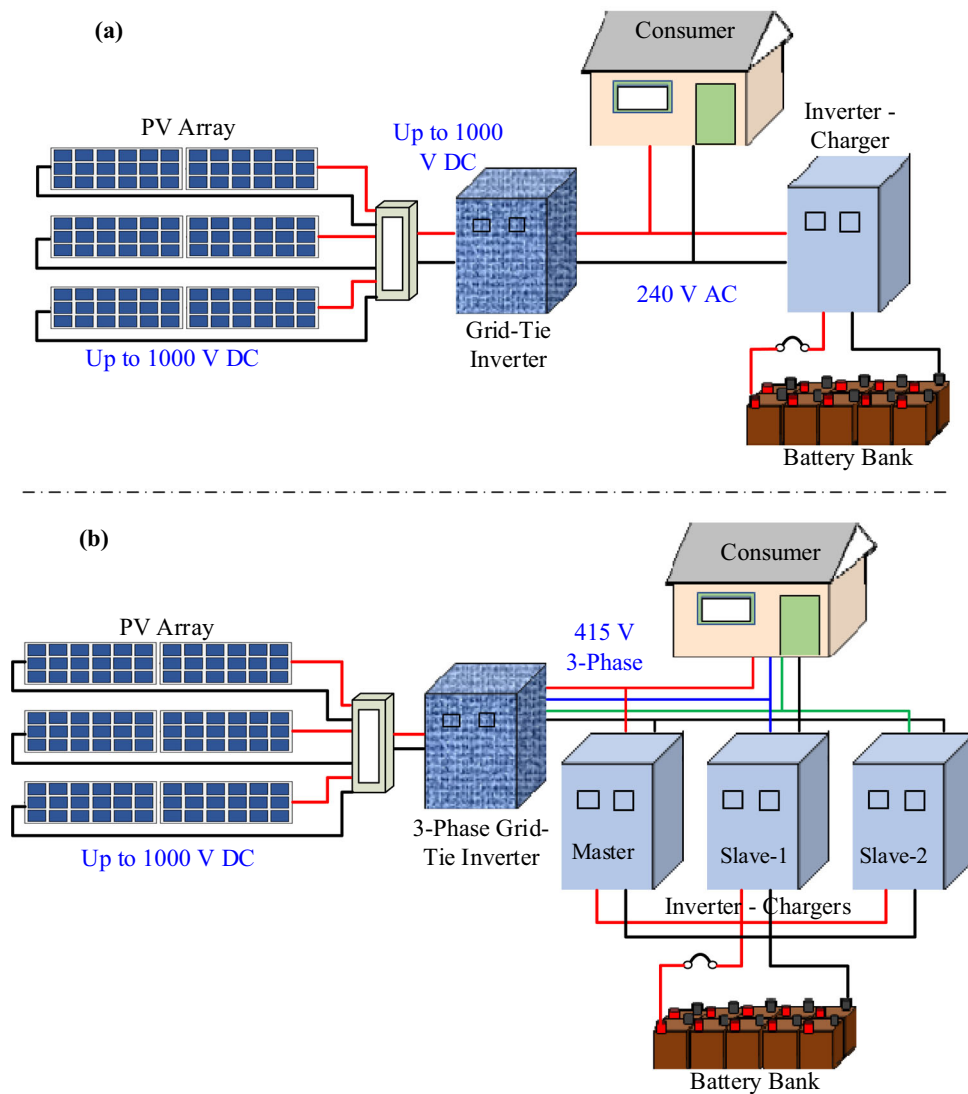 (a)
Consumer
PV Array
Up to 1000
V DC
Inverter -
Charger
240 V AC
Grid-Tie
Inverter
Up to 1000 V DC
Battery Bank
(b)
Consumer
PV Array
415 V
3-Phase
3-Phase Grid-
Tie Inverter
Up to 1000 V DC
Master
Slave-1
Slave-2
Inverter - Chargers
Battery Bank